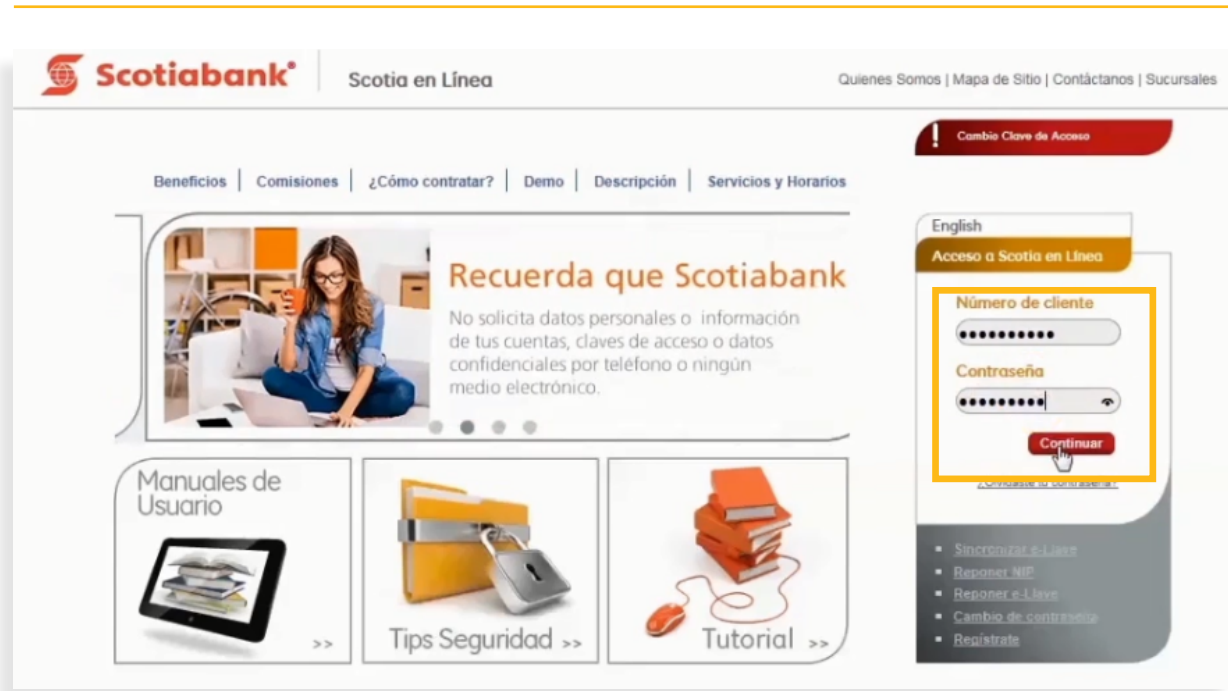 Scotiabank®
Scotia en Línea
Quienes Somos | Mapa de Sitio | Contáctanos | Sucursales
! Cambio Clave de Acceso
Beneficios | Comisiones | ¿Cómo contratar? | Demo | Descripción | Servicios y Horarios
Recuerda que Scotiabank
No solicita datos personales o información
de tus cuentas, claves de acceso o datos
confidenciales por teléfono o ningún
medio electrónico.
English
Acceso a Scotia en Línea
Número de cliente
••••••••••
Contraseña
•••••••••
Continuar
¿Olvidaste tu contraseña?
Manuales de
Usuario
>>
Tips Seguridad >>
Tutorial >>
Sincronizar e-Llave
Reponer NIP
Reponer e-Llave
Cambio de contraseña
Regístrate